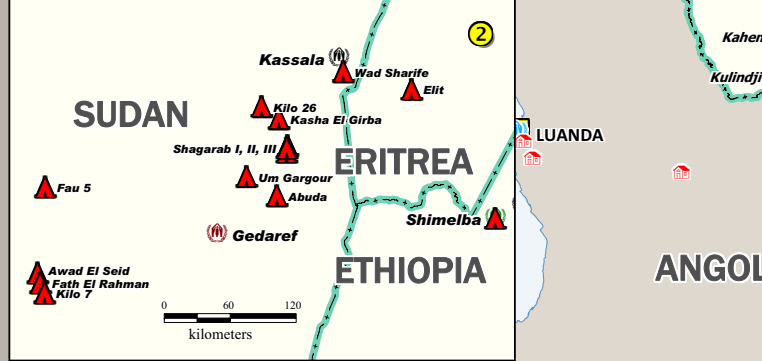 2
Kahen
Kassala
Wad Sharife
Kulindji
Elit
SUDAN
Kilo 26
Kasha El Girba
LUANDA
Shagarab I, II, III
ERITREA
Um Gargour
Fau 5
Abuda
Shimelba
Gedaref
ETHIOPIA
ANGOL
Awad El Seid
Fath El Rahman
Kilo 7
0 60 120
kilometers